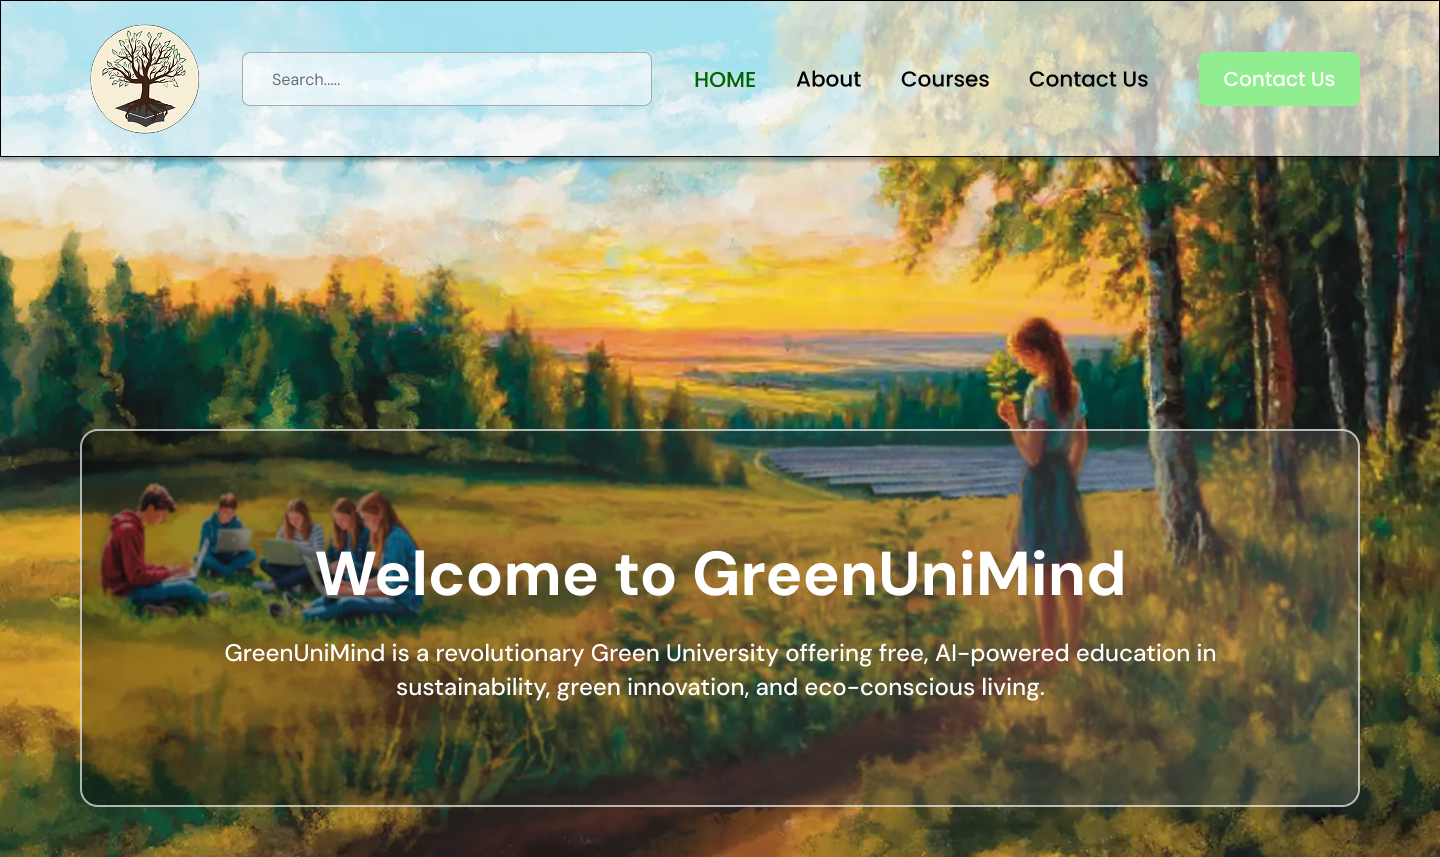 Search.....
HOME
About
Courses
Contact Us
Contact Us
Welcome to GreenUniMind
GreenUniMind is a revolutionary Green University offering free, AI-powered education in
sustainability, green innovation, and eco-conscious living.